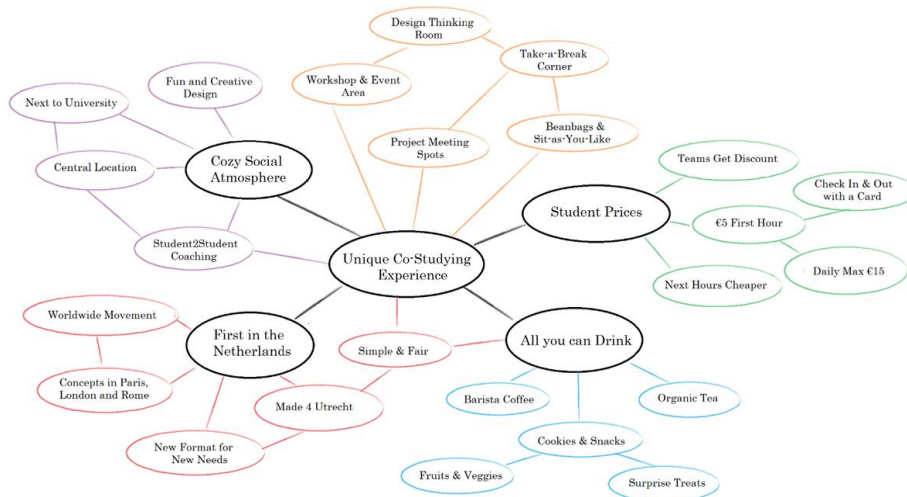 Design Thinking
Room
Take-a-Break
Corner
Fun and Creative
Design
Workshop & Event
Area
Next to University
Beanbags &
Sit-as-You-Like
Project Meeting
Spots
Cozy Social
Atmosphere
Central Location
Teams Get Discount
Check In & Out
with a Card
Student Prices
€5 First Hour
Student2Student
Coaching
Unique Co-Studying
Experience
Daily Max €15
Next Hours Cheaper
Worldwide Movement
First in the
Netherlands
Simple & Fair
All you can Drink
Concepts in Paris,
London and Rome
Made 4 Utrecht
Barista Coffee
Organic Tea
New Format for
New Needs
Cookies & Snacks
Fruits & Veggies
Surprise Treats